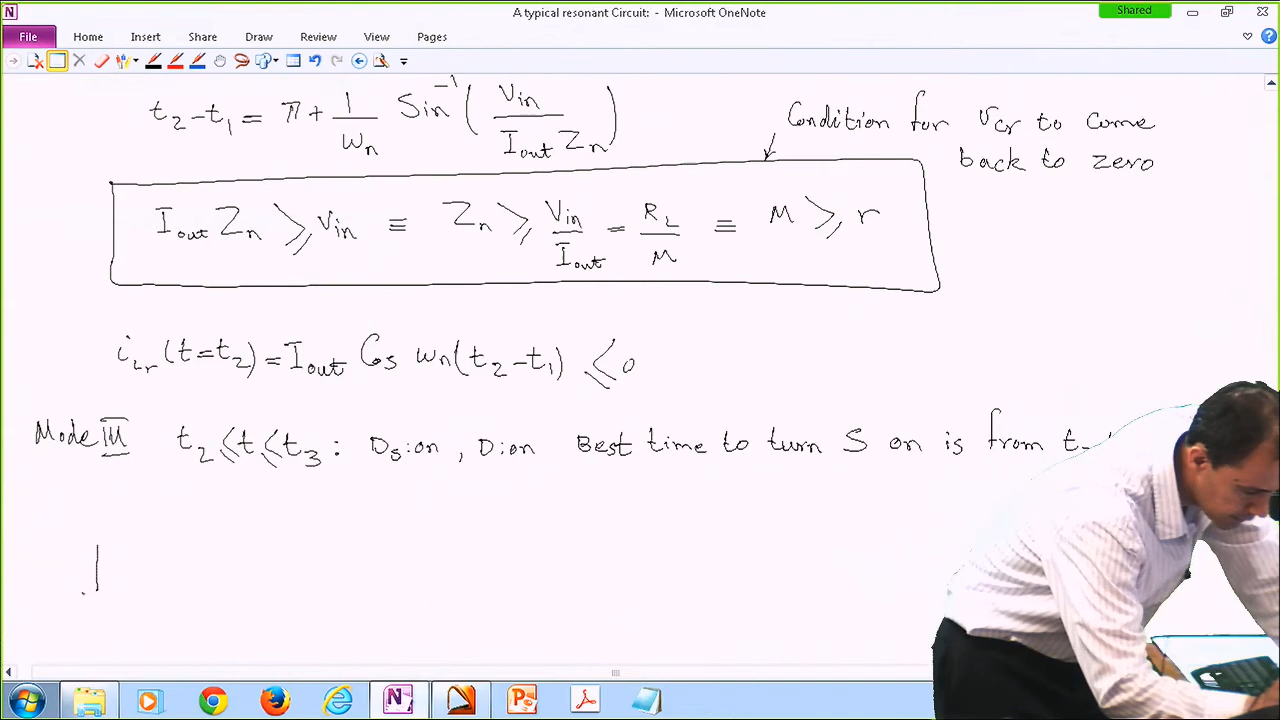 A typical resonant Circuit: - Microsoft OneNote
Shared
File Home Insert Share Draw Review View Pages
t₂-t₁ = π + 1/ωₙ Sin⁻¹ ( Vin / Iout Zₙ )
Condition for Vcr to come
back to zero
Iout Zₙ ⩾ Vin ≡ Zₙ ⩾ Vin/Iout = R_L/M ≡ M ⩾ r
i_Lr (t=t₂) = Iout Cos ωn(t₂-t₁) ⩽ 0
Mode III t₂ ⩽ t ⩽ t₃ : Ds:on , D:on Best time to turn S on is from